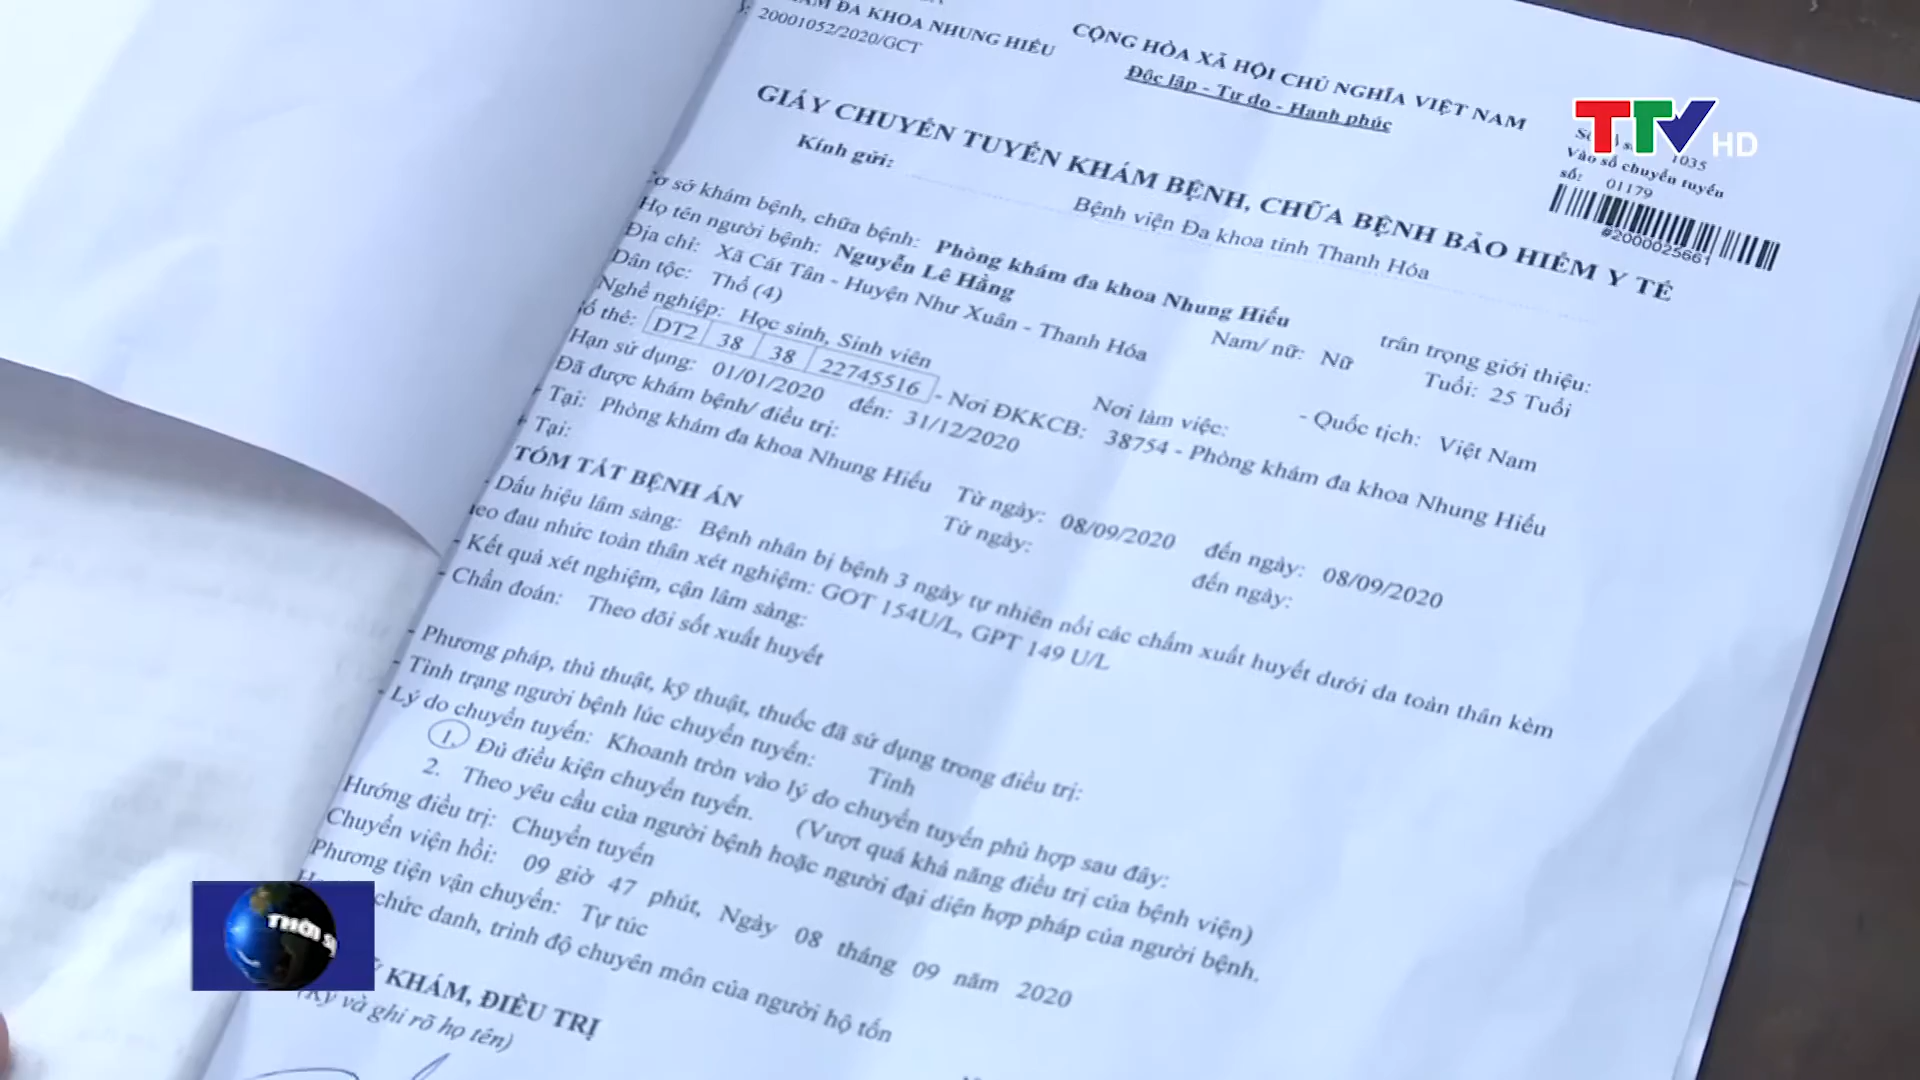 ĐA KHOA NHUNG HIẾU
20001052/2020/GCT
CỘNG HÒA XÃ HỘI CHỦ NGHĨA VIỆT NAM
Độc lập - Tự do - Hạnh phúc
TTV HD
1035
Vào sổ chuyển tuyến
số: 01179
#2000025661
GIẤY CHUYỂN TUYẾN KHÁM BỆNH, CHỮA BỆNH BẢO HIỂM Y TẾ
Kính gửi: Bệnh viện Đa khoa tỉnh Thanh Hóa
Cơ sở khám bệnh, chữa bệnh: Phòng khám đa khoa Nhung Hiếu trân trọng giới thiệu:
Họ tên người bệnh: Nguyễn Lê Hằng Nam/ nữ: Nữ Tuổi: 25 Tuổi
Địa chỉ: Xã Cát Tân - Huyện Như Xuân - Thanh Hóa
Dân tộc: Thổ (4) - Quốc tịch: Việt Nam
Nghề nghiệp: Học sinh, Sinh viên Nơi làm việc:
Số thẻ: DT2 38 38 22745516 - Nơi ĐKKCB: 38754 - Phòng khám đa khoa Nhung Hiếu
Hạn sử dụng: 01/01/2020 đến: 31/12/2020
Đã được khám bệnh/ điều trị:
+ Tại: Phòng khám đa khoa Nhung Hiếu Từ ngày: 08/09/2020 đến ngày: 08/09/2020
+ Tại: Từ ngày: đến ngày:
TÓM TẮT BỆNH ÁN
- Dấu hiệu lâm sàng: Bệnh nhân bị bệnh 3 ngày tự nhiên nổi các chấm xuất huyết dưới da toàn thân kèm
theo đau nhức toàn thân xét nghiệm: GOT 154U/L, GPT 149 U/L
- Kết quả xét nghiệm, cận lâm sàng:
- Chẩn đoán: Theo dõi sốt xuất huyết
- Phương pháp, thủ thuật, kỹ thuật, thuốc đã sử dụng trong điều trị:
- Tình trạng người bệnh lúc chuyển tuyến: Tỉnh
- Lý do chuyển tuyến: Khoanh tròn vào lý do chuyển tuyến phù hợp sau đây:
1. Đủ điều kiện chuyển tuyến. (Vượt quá khả năng điều trị của bệnh viện)
2. Theo yêu cầu của người bệnh hoặc người đại diện hợp pháp của người bệnh.
Hướng điều trị: Chuyển tuyến
Chuyển viện hồi: 09 giờ 47 phút, Ngày 08 tháng 09 năm 2020
Phương tiện vận chuyển: Tự túc
chức danh, trình độ chuyên môn của người hộ tống
KHÁM, ĐIỀU TRỊ
(Ký và ghi rõ họ tên)
THỜI S